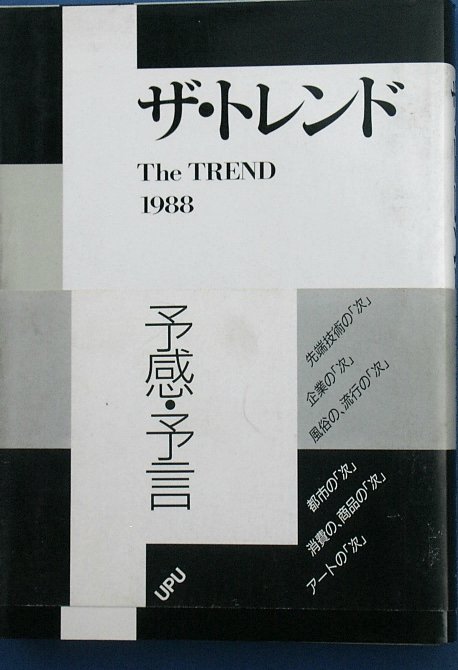 ザ・トレンド
The TREND
1988
予感・予言
先端技術の「次」
企業の「次」
風俗の、流行の「次」
都市の「次」
消費の、商品の「次」
アートの「次」
UPU